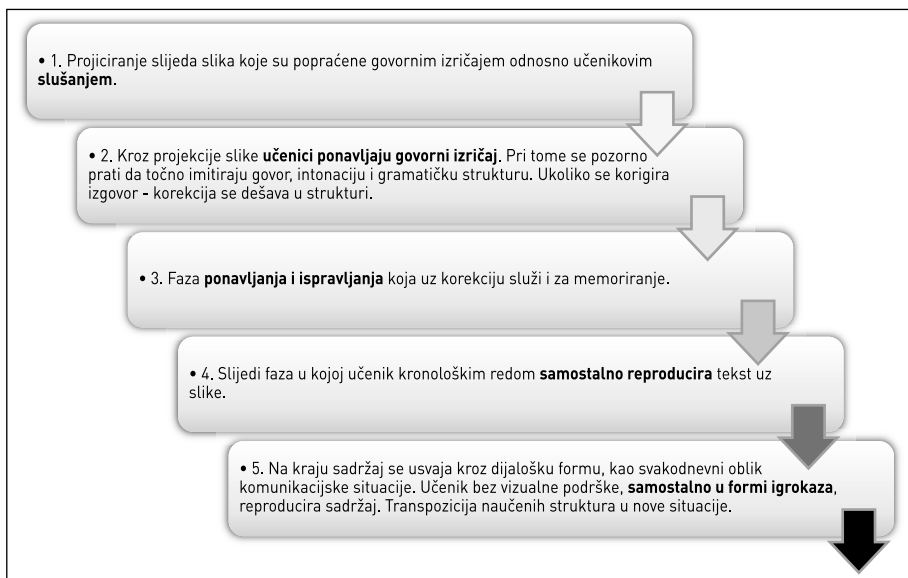 • 1. Projiciranje slijeda slika koje su popraćene govornim izričajem odnosno učenikovim
slušanjem.
• 2. Kroz projekcije slike učenici ponavljaju govorni izričaj. Pri tome se pozorno
prati da točno imitiraju govor, intonaciju i gramatičku strukturu. Ukoliko se korigira
izgovor - korekcija se dešava u strukturi.
• 3. Faza ponavljanja i ispravljanja koja uz korekciju služi i za memoriranje.
• 4. Slijedi faza u kojoj učenik kronološkim redom samostalno reproducira tekst uz
slike.
• 5. Na kraju sadržaj se usvaja kroz dijalošku formu, kao svakodnevni oblik
komunikacijske situacije. Učenik bez vizualne podrške, samostalno u formi igrokaza,
reproducira sadržaj. Transpozicija naučenih struktura u nove situacije.